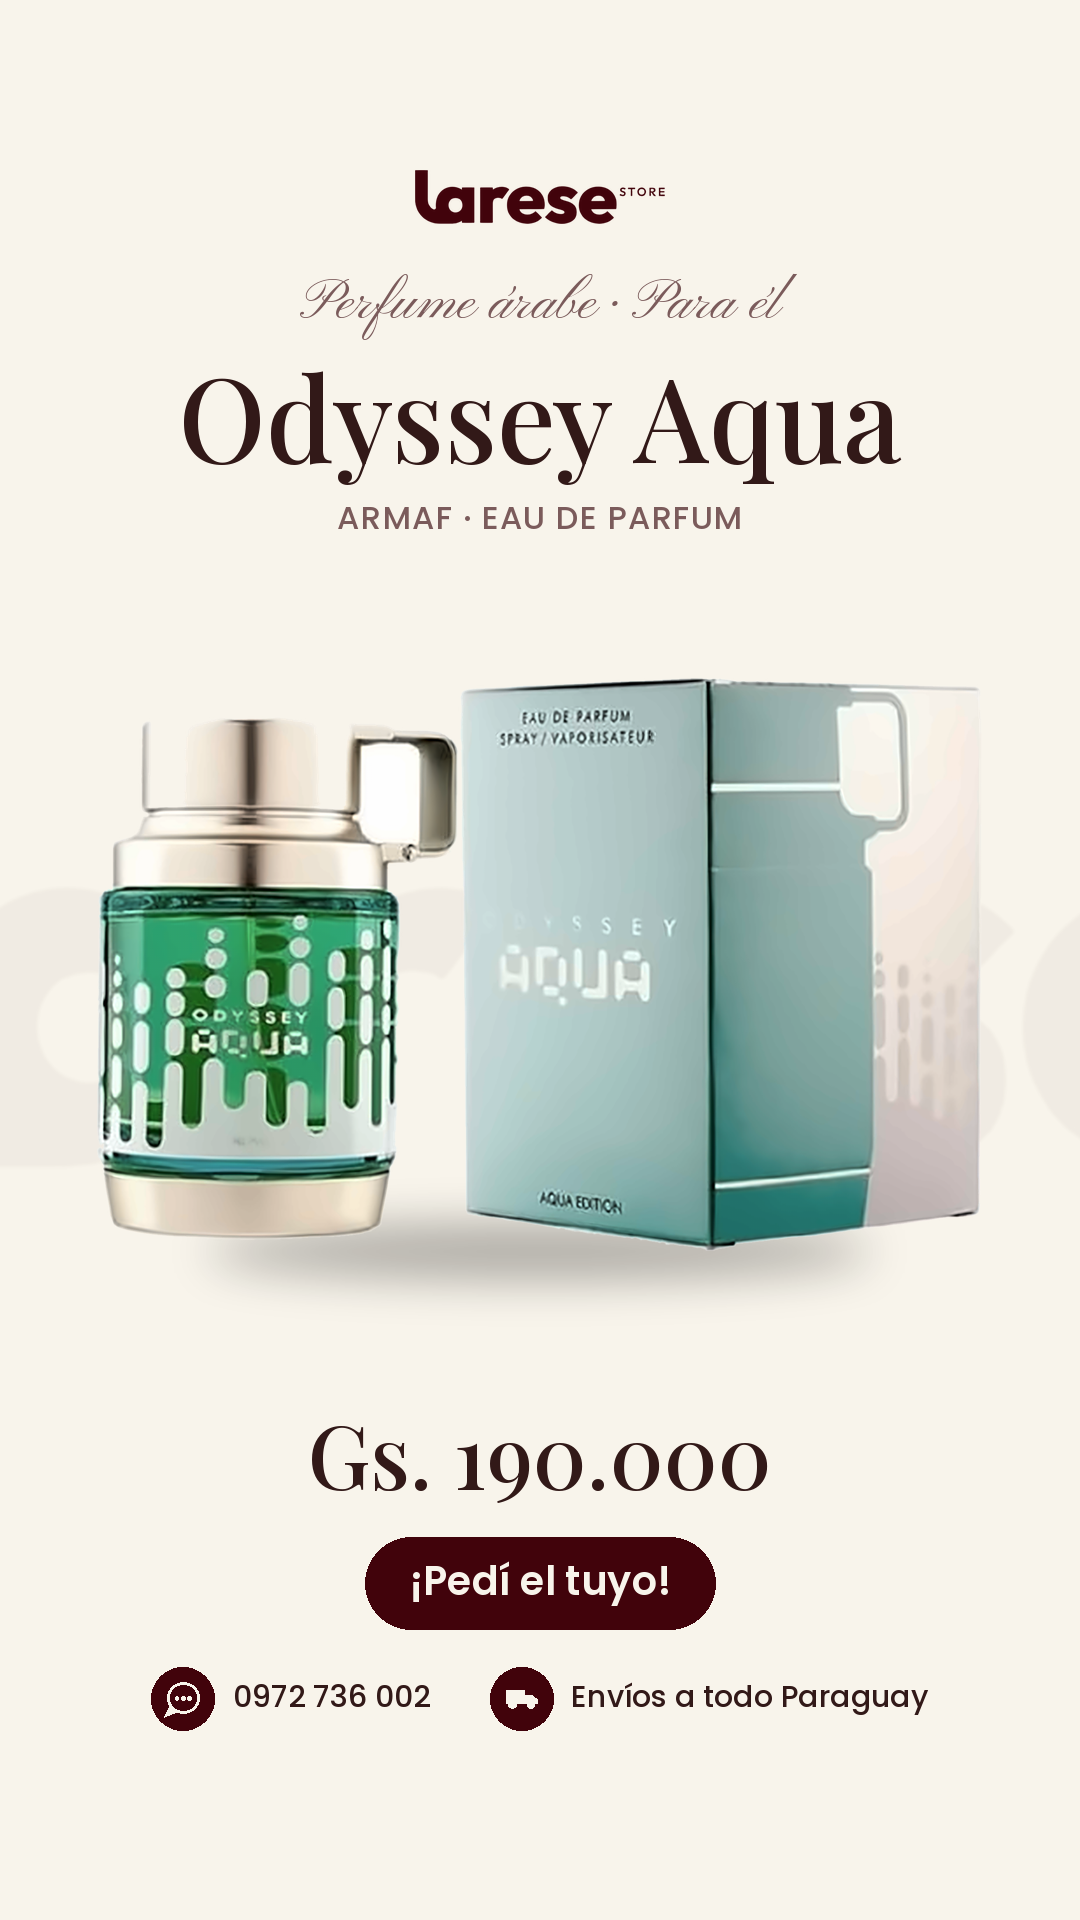 larese STORE
Perfume árabe · Para él
Odyssey Aqua
ARMAF · EAU DE PARFUM
EAU DE PARFUM
SPRAY / VAPORISATEUR
ODYSSEY
AQUA
ODYSSEY
AQUA
AQUA EDITION
Gs. 190.000
¡Pedí el tuyo!
0972 736 002
Envíos a todo Paraguay